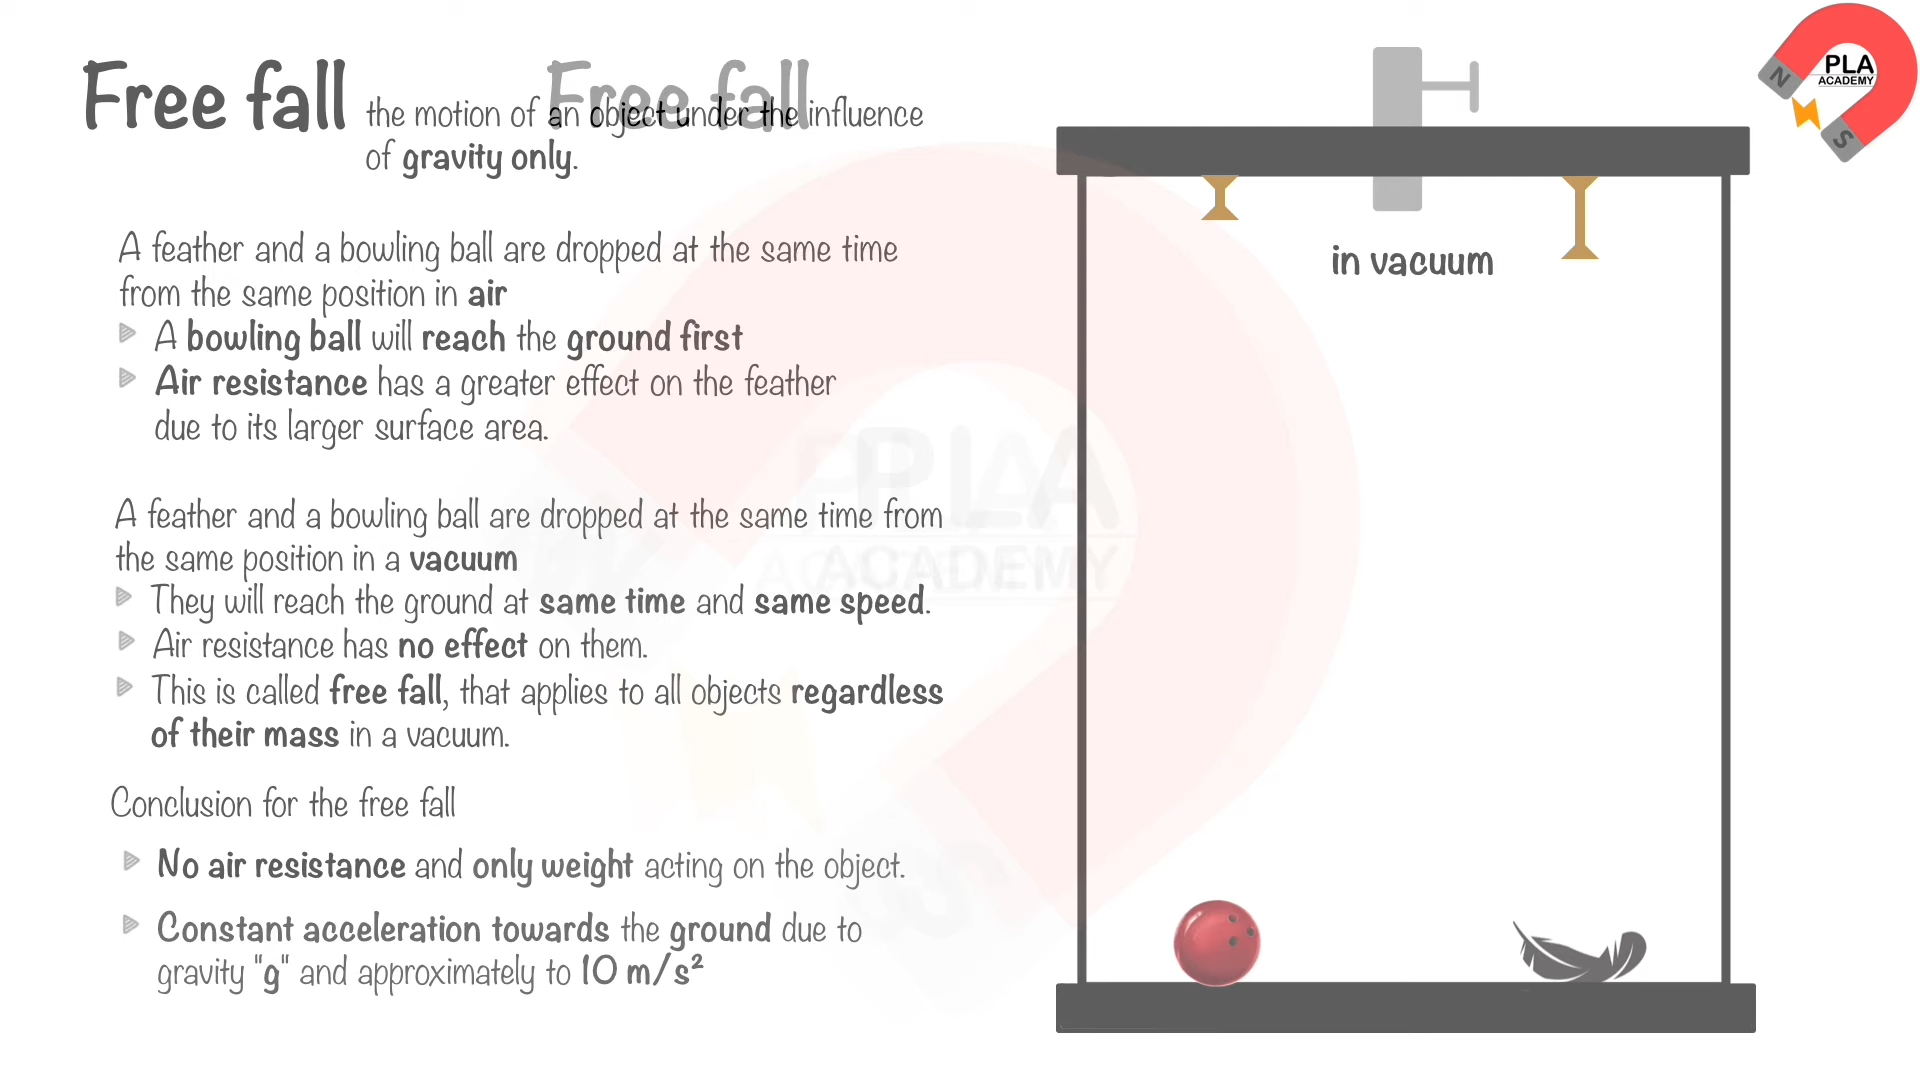 Free fall the motion of an object under the influence
Free fall
of gravity only.
A feather and a bowling ball are dropped at the same time
from the same position in air
A bowling ball will reach the ground first
Air resistance has a greater effect on the feather
due to its larger surface area.
A feather and a bowling ball are dropped at the same time from
the same position in a vacuum
They will reach the ground at same time and same speed.
Air resistance has no effect on them.
This is called free fall, that applies to all objects regardless
of their mass in a vacuum.
Conclusion for the free fall
No air resistance and only weight acting on the object.
Constant acceleration towards the ground due to
gravity "g" and approximately to 10 m/s²
in vacuum
N
PLA
ACADEMY
S
PLA
ACADEMY
S